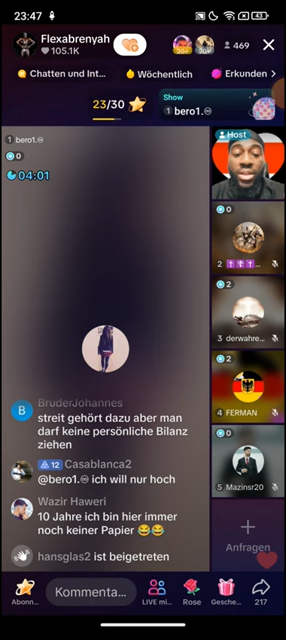 23:47
43
Flexabrenyah
105.1K
20+
469
Chatten und Int...
Wöchentlich
Erkunden
23/30
Show
1 bero1.♾
1 bero1.♾
0
04:01
Host
0
2 ✝️✝️✝️...
2
3 derwahre...
2
4 FERMAN
0
5 Mazinsr20
Anfragen
BruderJohannes
B
streit gehört dazu aber man
darf keine persönliche Bilanz
ziehen
12 Casablanca2
@bero1.♾ ich will nur hoch
Wazir Haweri
10 Jahre ich bin hier immer
noch keiner Papier 😂😂
hansglas2 ist beigetreten
Abonn...
Kommenta...
LIVE mi...
Rose
Gesche...
217